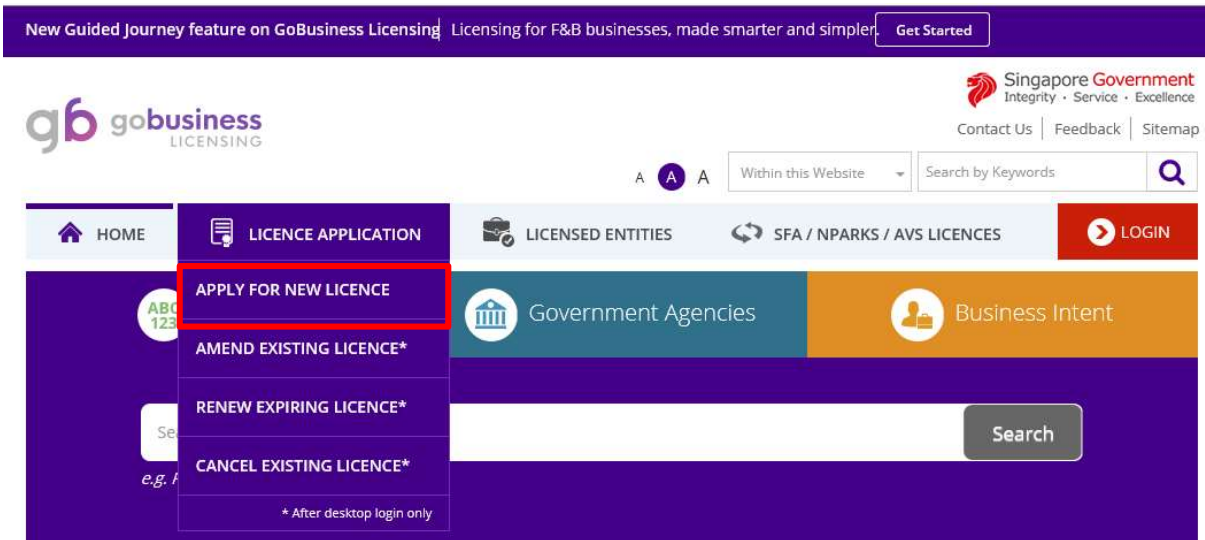 New Guided Journey feature on GoBusiness Licensing Licensing for F&B businesses, made smarter and simpler. Get Started
Singapore Government
Integrity · Service · Excellence
gb gobusiness
LICENSING
Contact Us Feedback Sitemap
A A A Within this Website Search by Keywords
HOME LICENCE APPLICATION LICENSED ENTITIES SFA / NPARKS / AVS LICENCES LOGIN
APPLY FOR NEW LICENCE
ABC
123
Government Agencies Business Intent
AMEND EXISTING LICENCE*
RENEW EXPIRING LICENCE*
Search
CANCEL EXISTING LICENCE*
e.g.
* After desktop login only